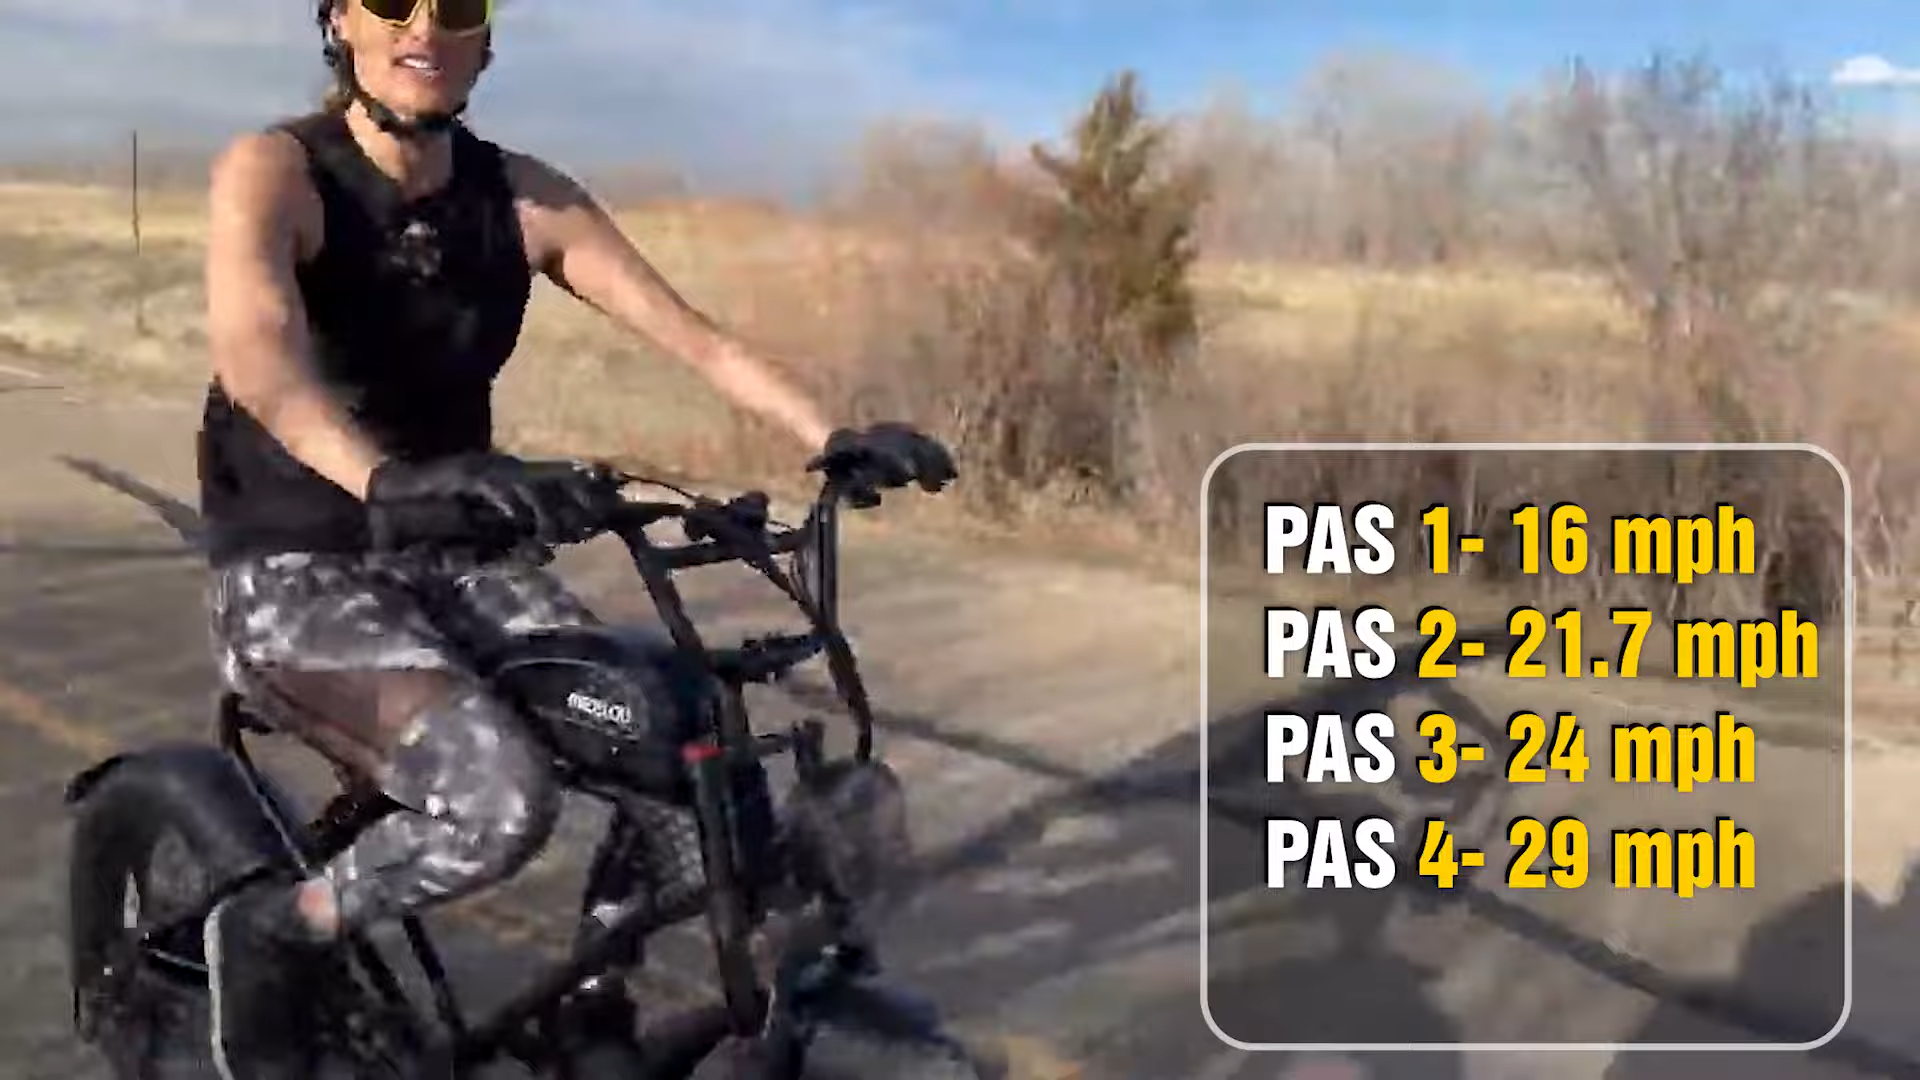 PAS 1- 16 mph
PAS 2- 21.7 mph
PAS 3- 24 mph
PAS 4- 29 mph